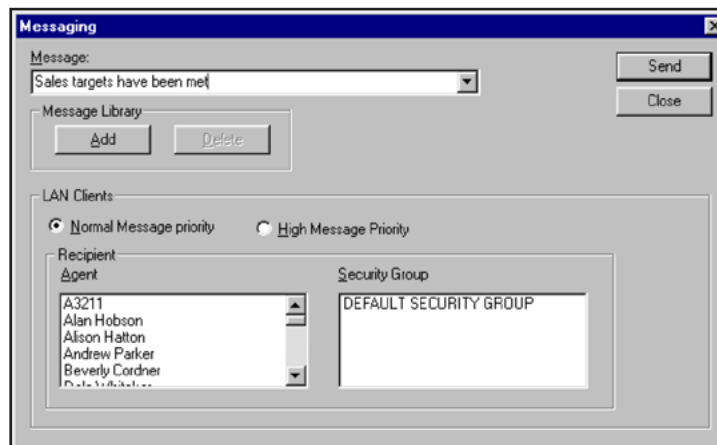 Messaging
Message:
Sales targets have been met
Send
Close
Message Library
Add
Delete
LAN Clients
Normal Message priority
High Message Priority
Recipient
Agent
Security Group
A3211
DEFAULT SECURITY GROUP
Alan Hobson
Alison Hatton
Andrew Parker
Beverly Cordner